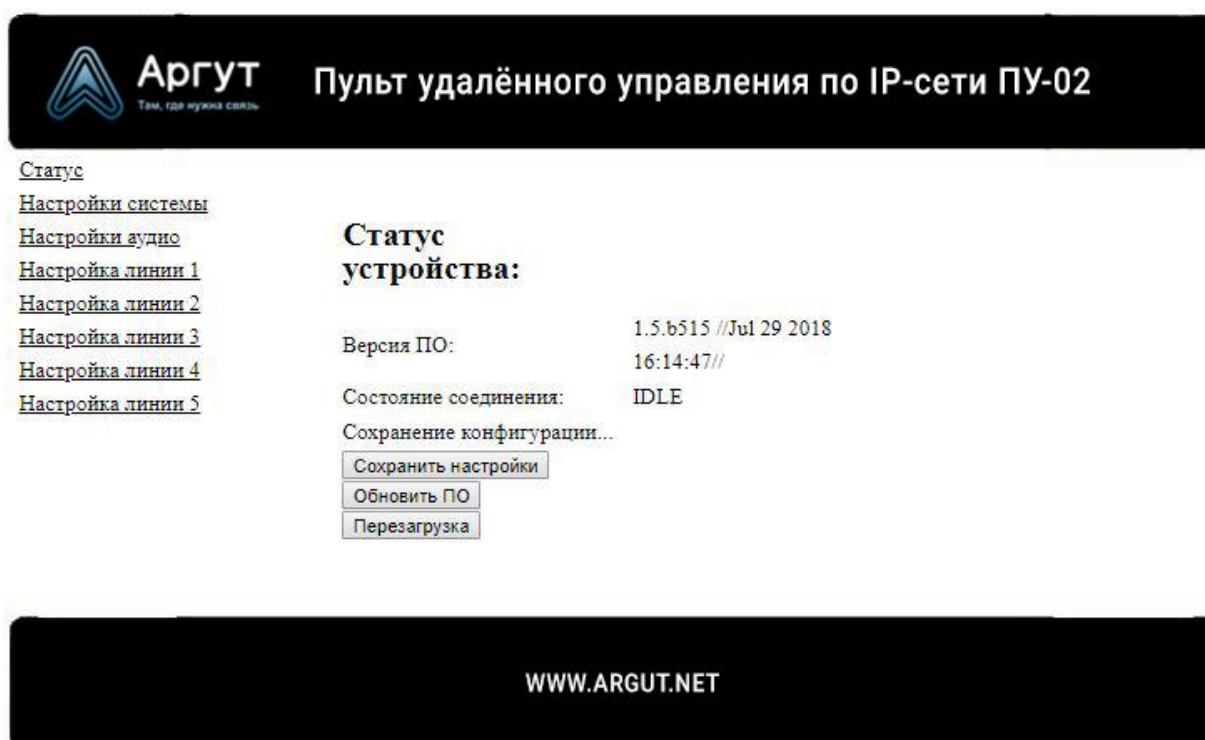 Аргут
Там, где нужна связь
Пульт удалённого управления по IP-сети ПУ-02
Статус
Настройки системы
Настройки аудио
Настройка линии 1
Настройка линии 2
Настройка линии 3
Настройка линии 4
Настройка линии 5
Статус
устройства:
Версия ПО:
1.5.b515 //Jul 29 2018
16:14:47//
Состояние соединения: IDLE
Сохранение конфигурации...
Сохранить настройки
Обновить ПО
Перезагрузка
WWW.ARGUT.NET